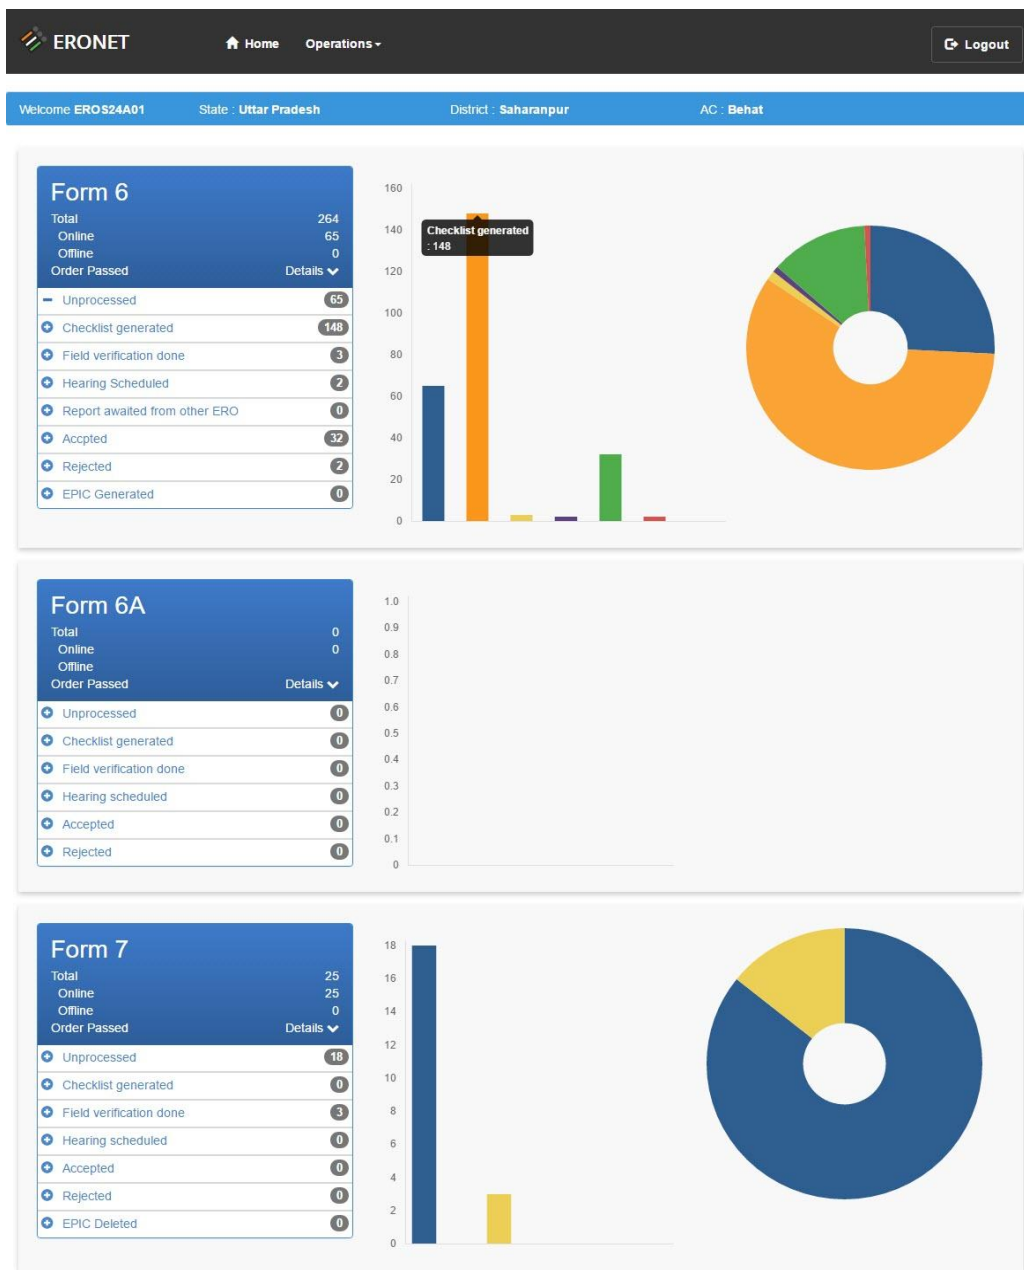 ERONET Home Operations Logout
Welcome EROS24A01 State : Uttar Pradesh District : Saharanpur AC : Behat
Form 6
Total 264
Online 65
Offline 0
Order Passed Details
Unprocessed 65
Checklist generated 148
Field verification done 3
Hearing Scheduled 2
Report awaited from other ERO 0
Accpted 32
Rejected 2
EPIC Generated 0
160
140
120
100
80
60
40
20
0
Checklist generated
: 148
Form 6A
Total 0
Online 0
Offline
Order Passed Details
Unprocessed 0
Checklist generated 0
Field verification done 0
Hearing scheduled 0
Accepted 0
Rejected 0
1.0
0.9
0.8
0.7
0.6
0.5
0.4
0.3
0.2
0.1
0
Form 7
Total 25
Online 25
Offline 0
Order Passed Details
Unprocessed 18
Checklist generated 0
Field verification done 3
Hearing scheduled 0
Accepted 0
Rejected 0
EPIC Deleted 0
18
16
14
12
10
8
6
4
2
0